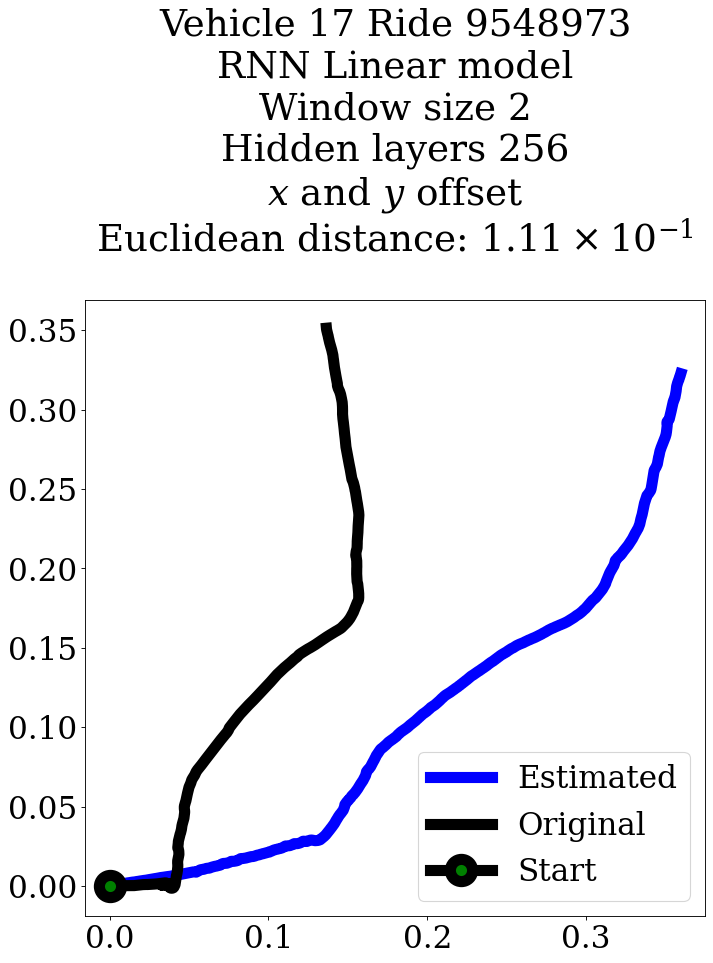 Vehicle 17 Ride 9548973
RNN Linear model
Window size 2
Hidden layers 256
x and y offset
Euclidean distance: 1.11 × 10⁻¹
0.35
0.30
0.25
0.20
0.15
0.10
0.05
0.00
0.0 0.1 0.2 0.3
Estimated
Original
Start